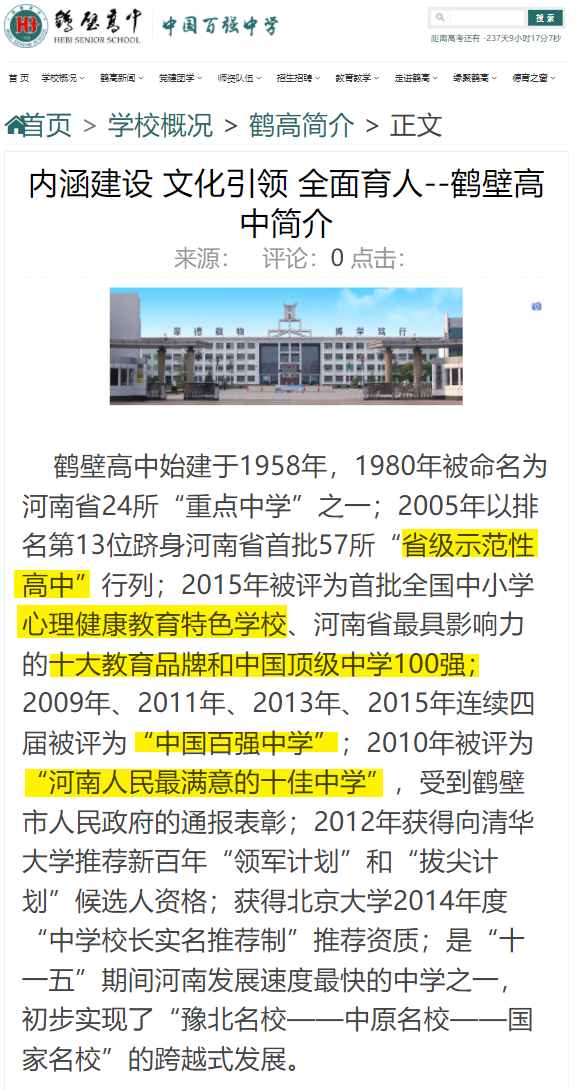 鹤壁高中
HEBI SENIOR SCHOOL
中国百强中学
搜索
距离高考还有 -237天9小时17分7秒
首 页 学校概况 鹤高新闻 党建团学 师资队伍 招生招聘 教育教学 走进鹤高 缘聚鹤高 德育之窗
首页 > 学校概况 > 鹤高简介 > 正文
内涵建设 文化引领 全面育人--鹤壁高
中简介
来源： 评论：0 点击：
厚德载物 博学笃行
鹤壁高中始建于1958年，1980年被命名为
河南省24所“重点中学”之一；2005年以排
名第13位跻身河南省首批57所“省级示范性
高中”行列；2015年被评为首批全国中小学
心理健康教育特色学校、河南省最具影响力
的十大教育品牌和中国顶级中学100强；
2009年、2011年、2013年、2015年连续四
届被评为“中国百强中学”；2010年被评为
“河南人民最满意的十佳中学”，受到鹤壁
市人民政府的通报表彰；2012年获得向清华
大学推荐新百年“领军计划”和“拔尖计
划”候选人资格；获得北京大学2014年度
“中学校长实名推荐制”推荐资质；是“十
一五”期间河南发展速度最快的中学之一，
初步实现了“豫北名校——中原名校——国
家名校”的跨越式发展。